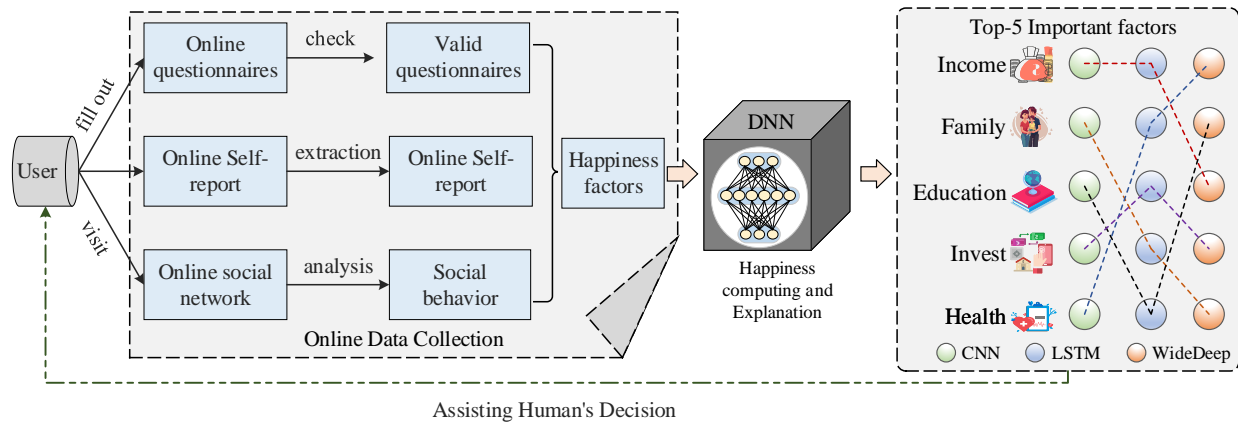 User
fill out
visit
Online
questionnaires
check
Valid
questionnaires
Online Self-
report
extraction
Online Self-
report
Online social
network
analysis
Social
behavior
Happiness
factors
Online Data Collection
DNN
Happiness
computing and
Explanation
Top-5 Important factors
Income
Family
Education
Invest
Health
CNN
LSTM
WideDeep
Assisting Human's Decision